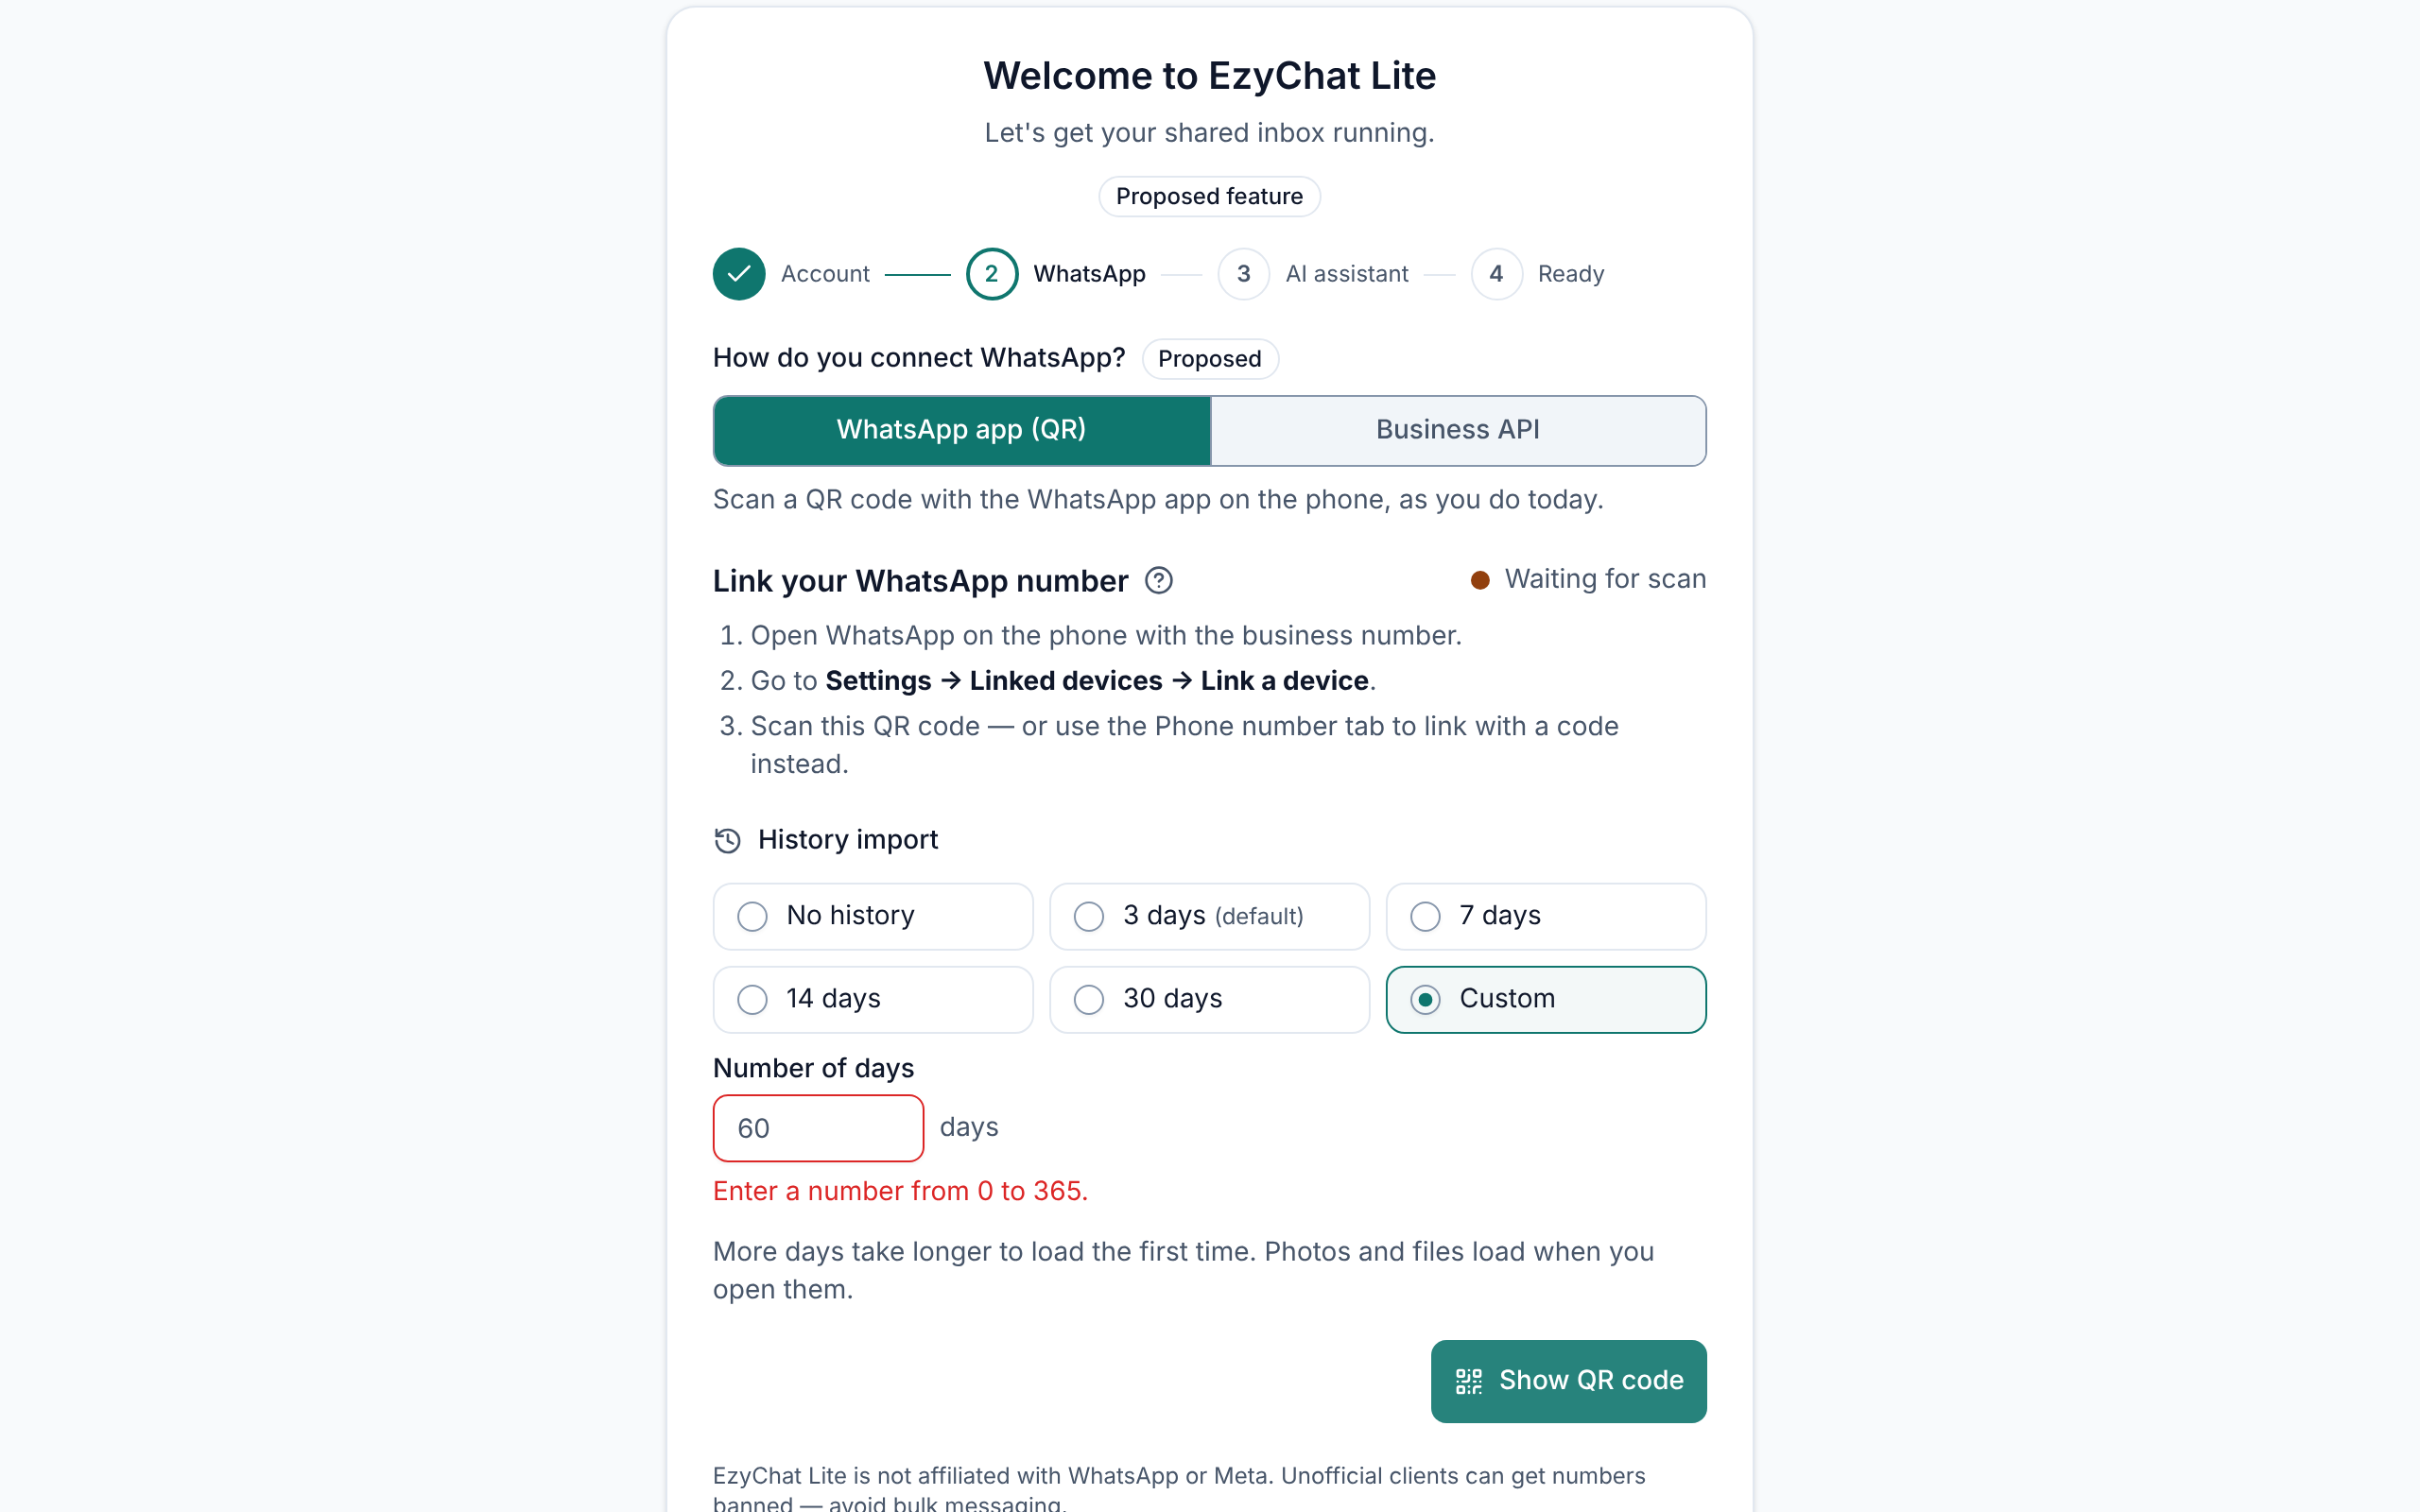 Welcome to EzyChat Lite
Let's get your shared inbox running.
Proposed feature
Account
2 WhatsApp
3 AI assistant
4 Ready
How do you connect WhatsApp? Proposed
WhatsApp app (QR)
Business API
Scan a QR code with the WhatsApp app on the phone, as you do today.
Link your WhatsApp number ?
Waiting for scan
1. Open WhatsApp on the phone with the business number.
2. Go to Settings → Linked devices → Link a device.
3. Scan this QR code — or use the Phone number tab to link with a code
instead.
History import
No history
3 days (default)
7 days
14 days
30 days
Custom
Number of days
60 days
Enter a number from 0 to 365.
More days take longer to load the first time. Photos and files load when you
open them.
Show QR code
EzyChat Lite is not affiliated with WhatsApp or Meta. Unofficial clients can get numbers
banned — avoid bulk messaging.